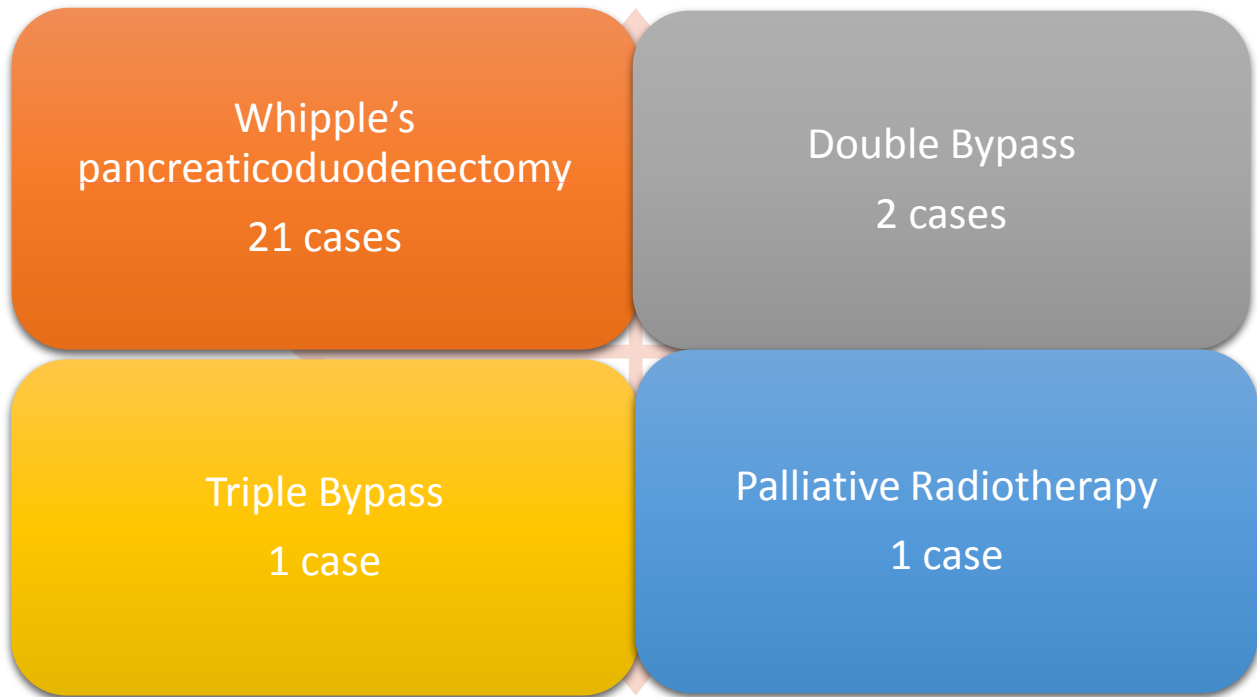 Whipple’s
pancreaticoduodenectomy
21 cases
Double Bypass
2 cases
Triple Bypass
1 case
Palliative Radiotherapy
1 case